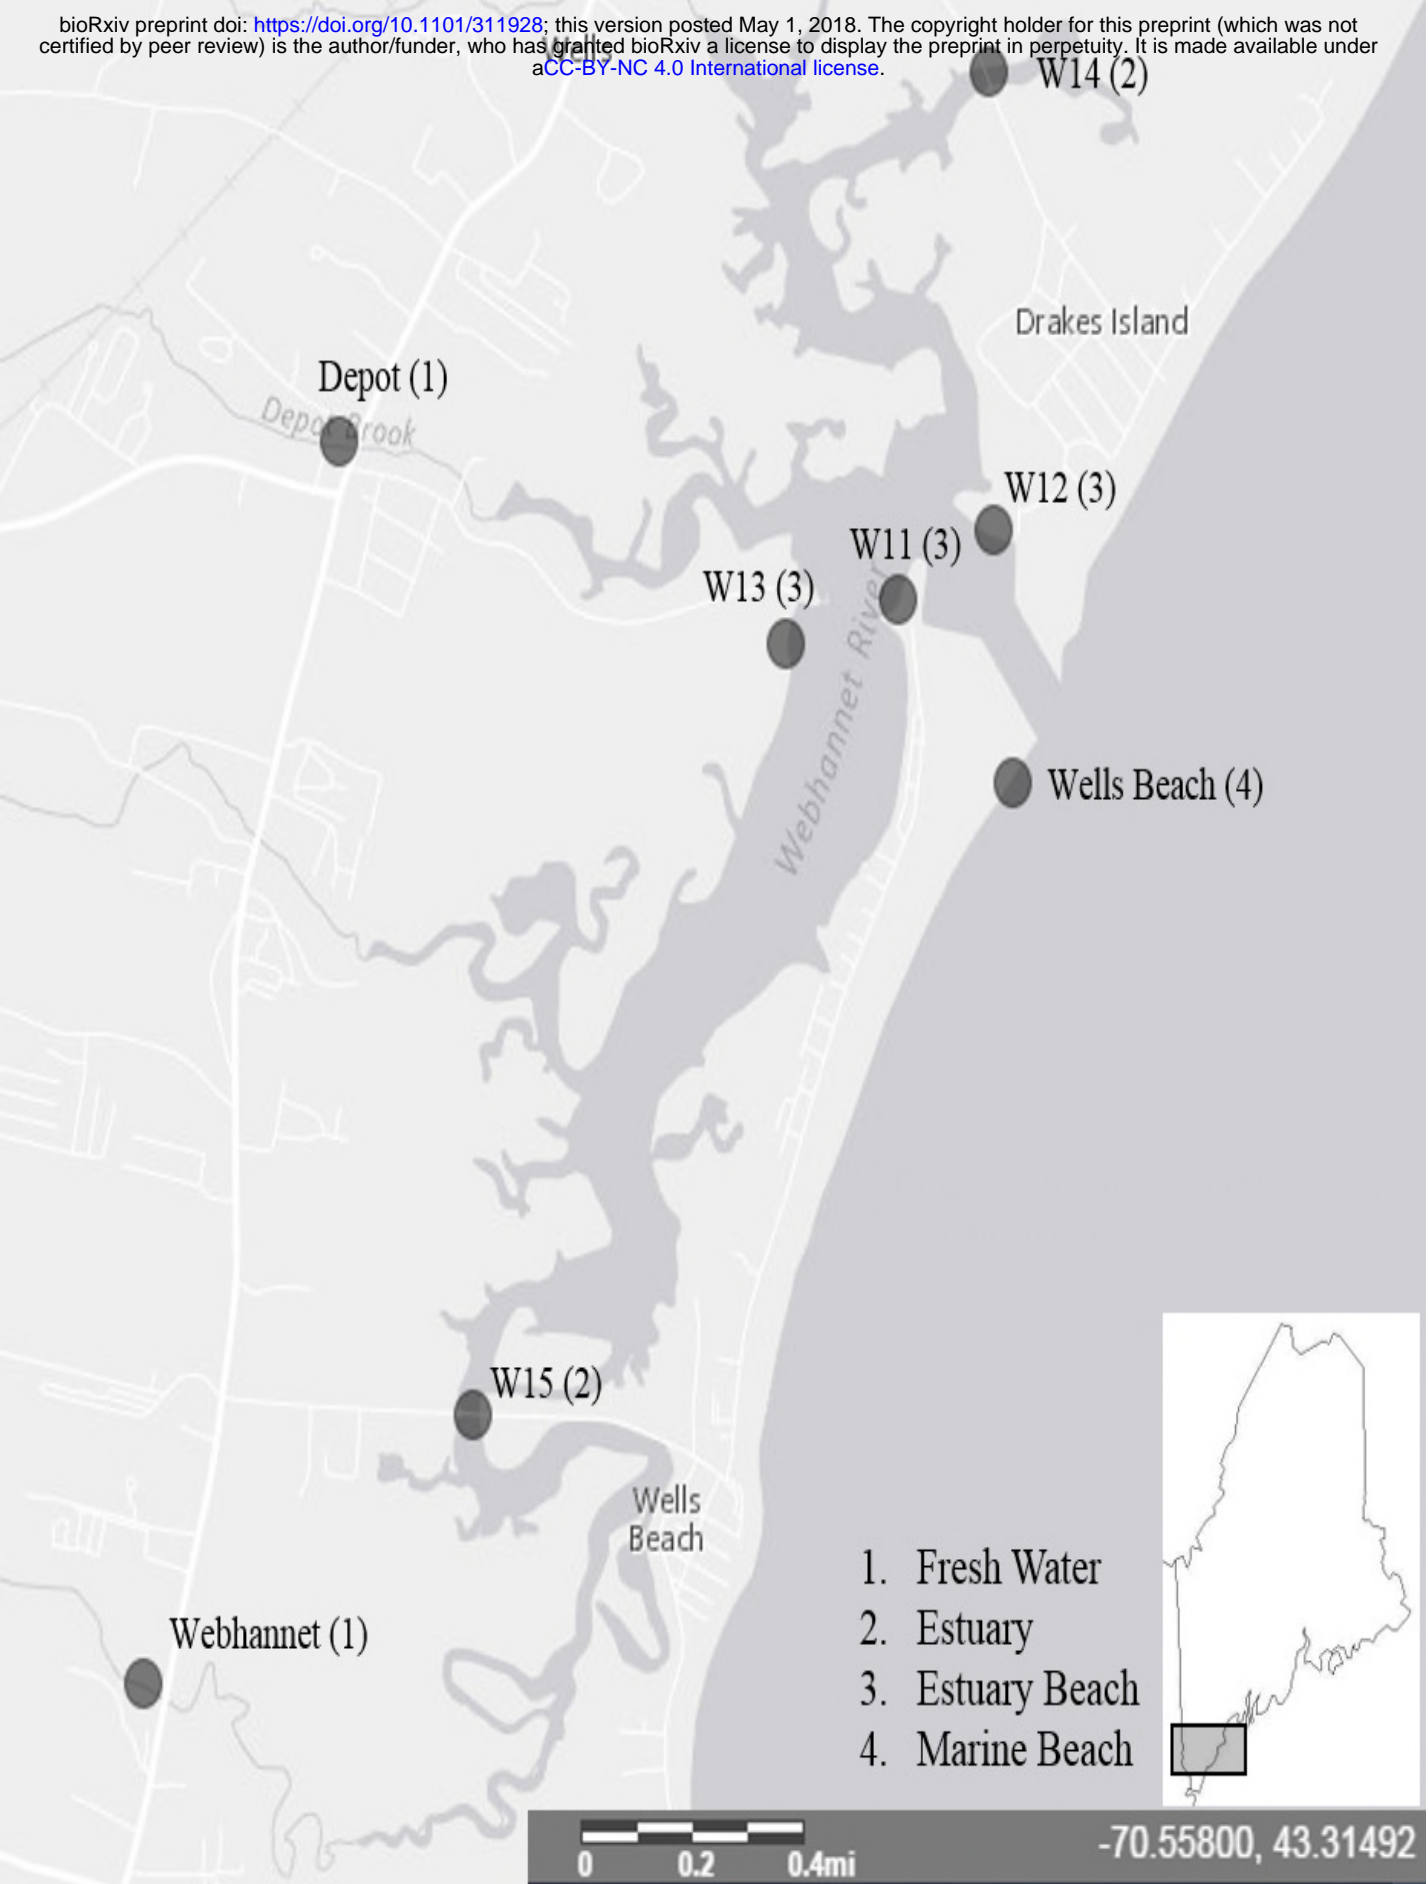 bioRxiv preprint doi: https://doi.org/10.1101/311928; this version posted May 1, 2018. The copyright holder for this preprint (which was not
certified by peer review) is the author/funder, who has granted bioRxiv a license to display the preprint in perpetuity. It is made available under
aCC-BY-NC 4.0 International license.
Wells
W14 (2)
Drakes Island
Depot (1)
Depot Brook
W12 (3)
W11 (3)
W13 (3)
Webhannet River
Wells Beach (4)
W15 (2)
Wells
Beach
Webhannet (1)
1. Fresh Water
2. Estuary
3. Estuary Beach
4. Marine Beach
0 0.2 0.4mi
-70.55800, 43.31492